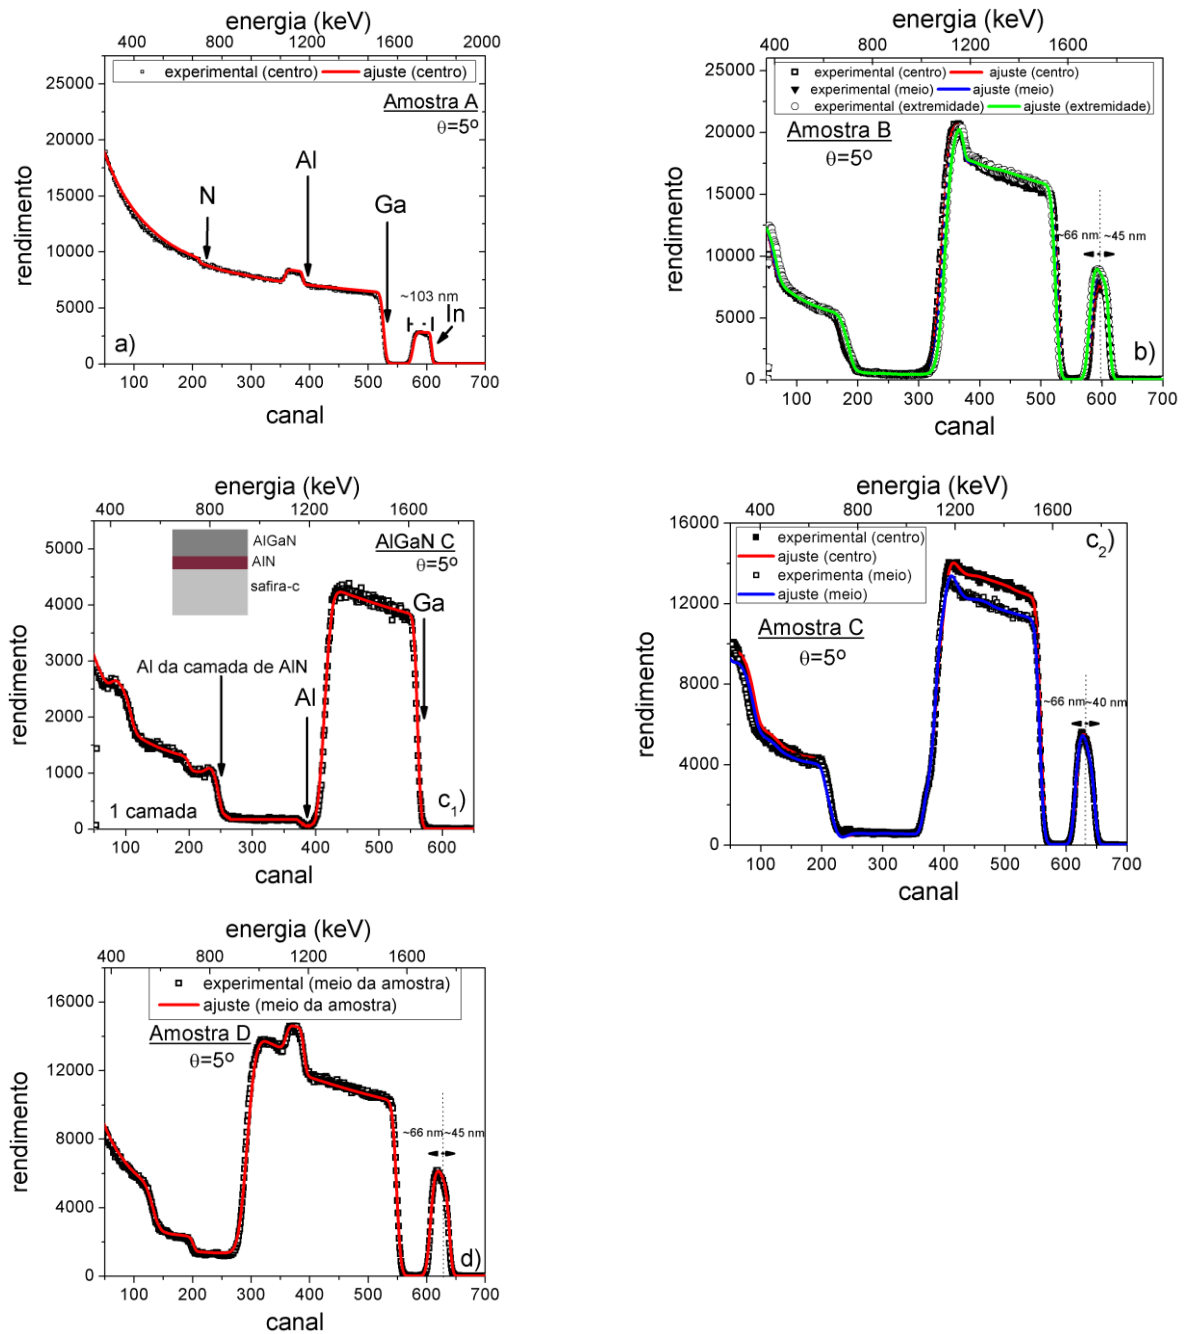 energia (keV)
400 800 1200 1600 2000
25000
20000
15000
10000
5000
0
experimental (centro) ajuste (centro)
Amostra A
θ=5º
N
Al
Ga
~103 nm
In
a)
rendimento
100 200 300 400 500 600 700
canal
energia (keV)
400 800 1200 1600
25000
20000
15000
10000
5000
0
experimental (centro) ajuste (centro)
experimental (meio) ajuste (meio)
experimental (extremidade) ajuste (extremidade)
Amostra B
θ=5º
~66 nm ~45 nm
b)
rendimento
100 200 300 400 500 600 700
canal
energia (keV)
400 800 1200 1600
5000
4000
3000
2000
1000
0
AlGaN
AlN
safira-c
AlGaN C
θ=5º
Ga
Al da camada de AlN
Al
1 camada
c1)
rendimento
100 200 300 400 500 600
canal
energia (keV)
400 800 1200 1600
16000
12000
8000
4000
0
experimental (centro)
ajuste (centro)
experimenta (meio)
ajuste (meio)
c2)
Amostra C
θ=5º
~66 nm~40 nm
rendimento
100 200 300 400 500 600 700
canal
energia (keV)
400 800 1200 1600
16000
12000
8000
4000
0
experimental (meio da amostra)
ajuste (meio da amostra)
Amostra D
θ=5º
~66 nm~45 nm
d)
rendimento
100 200 300 400 500 600 700
canal